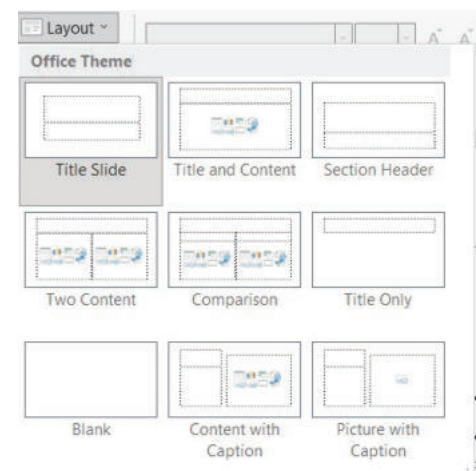 Layout
Office Theme
Title Slide
Title and Content
Section Header
Two Content
Comparison
Title Only
Blank
Content with
Caption
Picture with
Caption